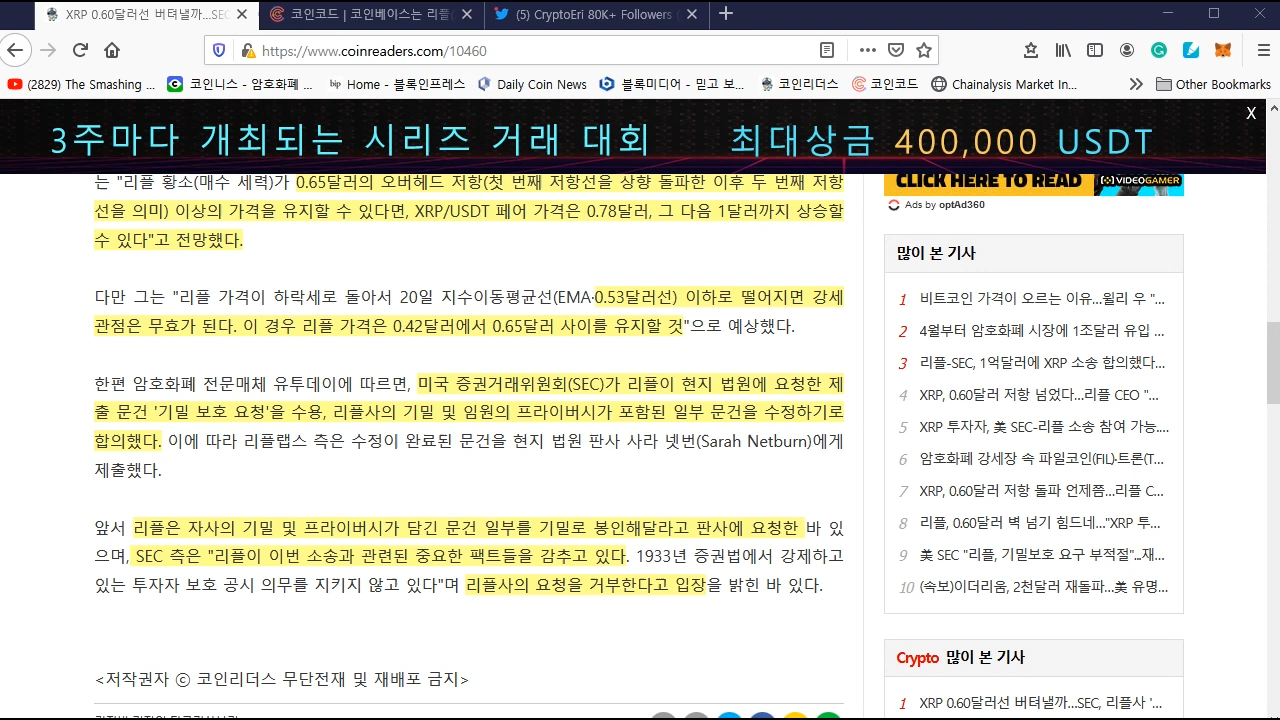 XRP 0.60달러선 버텨낼까...SEC
코인코드 | 코인베이스는 리플(
(5) CryptoEri 80K+ Followers
https://www.coinreaders.com/10460
(2829) The Smashing ...
코인니스 - 암호화폐 ...
Home - 블록인프레스
Daily Coin News
블록미디어 - 믿고 보...
코인리더스
코인코드
Chainalysis Market In...
Other Bookmarks
3주마다 개최되는 시리즈 거래 대회 최대상금 400,000 USDT
X
는 "리플 황소(매수 세력)가 0.65달러의 오버헤드 저항(첫 번째 저항선을 상향 돌파한 이후 두 번째 저항
선을 의미) 이상의 가격을 유지할 수 있다면, XRP/USDT 페어 가격은 0.78달러, 그 다음 1달러까지 상승할
수 있다"고 전망했다.
다만 그는 "리플 가격이 하락세로 돌아서 20일 지수이동평균선(EMA·0.53달러선) 이하로 떨어지면 강세
관점은 무효가 된다. 이 경우 리플 가격은 0.42달러에서 0.65달러 사이를 유지할 것"으로 예상했다.
한편 암호화폐 전문매체 유투데이에 따르면, 미국 증권거래위원회(SEC)가 리플이 현지 법원에 요청한 제
출 문건 '기밀 보호 요청'을 수용, 리플사의 기밀 및 임원의 프라이버시가 포함된 일부 문건을 수정하기로
합의했다. 이에 따라 리플랩스 측은 수정이 완료된 문건을 현지 법원 판사 사라 넷번(Sarah Netburn)에게
제출했다.
앞서 리플은 자사의 기밀 및 프라이버시가 담긴 문건 일부를 기밀로 봉인해달라고 판사에 요청한 바 있
으며, SEC 측은 "리플이 이번 소송과 관련된 중요한 팩트들을 감추고 있다. 1933년 증권법에서 강제하고
있는 투자자 보호 공시 의무를 지키지 않고 있다"며 리플사의 요청을 거부한다고 입장을 밝힌 바 있다.
<저작권자 ⓒ 코인리더스 무단전재 및 재배포 금지>
CLICK HERE TO READ VIDEOGAMER
Ads by optAd360
많이 본 기사
1 비트코인 가격이 오르는 이유...윌리 우 "...
2 4월부터 암호화폐 시장에 1조달러 유입 ...
3 리플-SEC, 1억달러에 XRP 소송 합의했다...
4 XRP, 0.60달러 저항 넘었다...리플 CEO "...
5 XRP 투자자, 美 SEC-리플 소송 참여 가능....
6 암호화폐 강세장 속 파일코인(FIL)·트론(T...
7 XRP, 0.60달러 저항 돌파 언제쯤...리플 C...
8 리플, 0.60달러 벽 넘기 힘드네..."XRP 투...
9 美 SEC "리플, 기밀보호 요구 부적절"...재...
10 (속보)이더리움, 2천달러 재돌파...美 유명...
Crypto 많이 본 기사
1 XRP 0.60달러선 버텨낼까...SEC, 리플사 '...